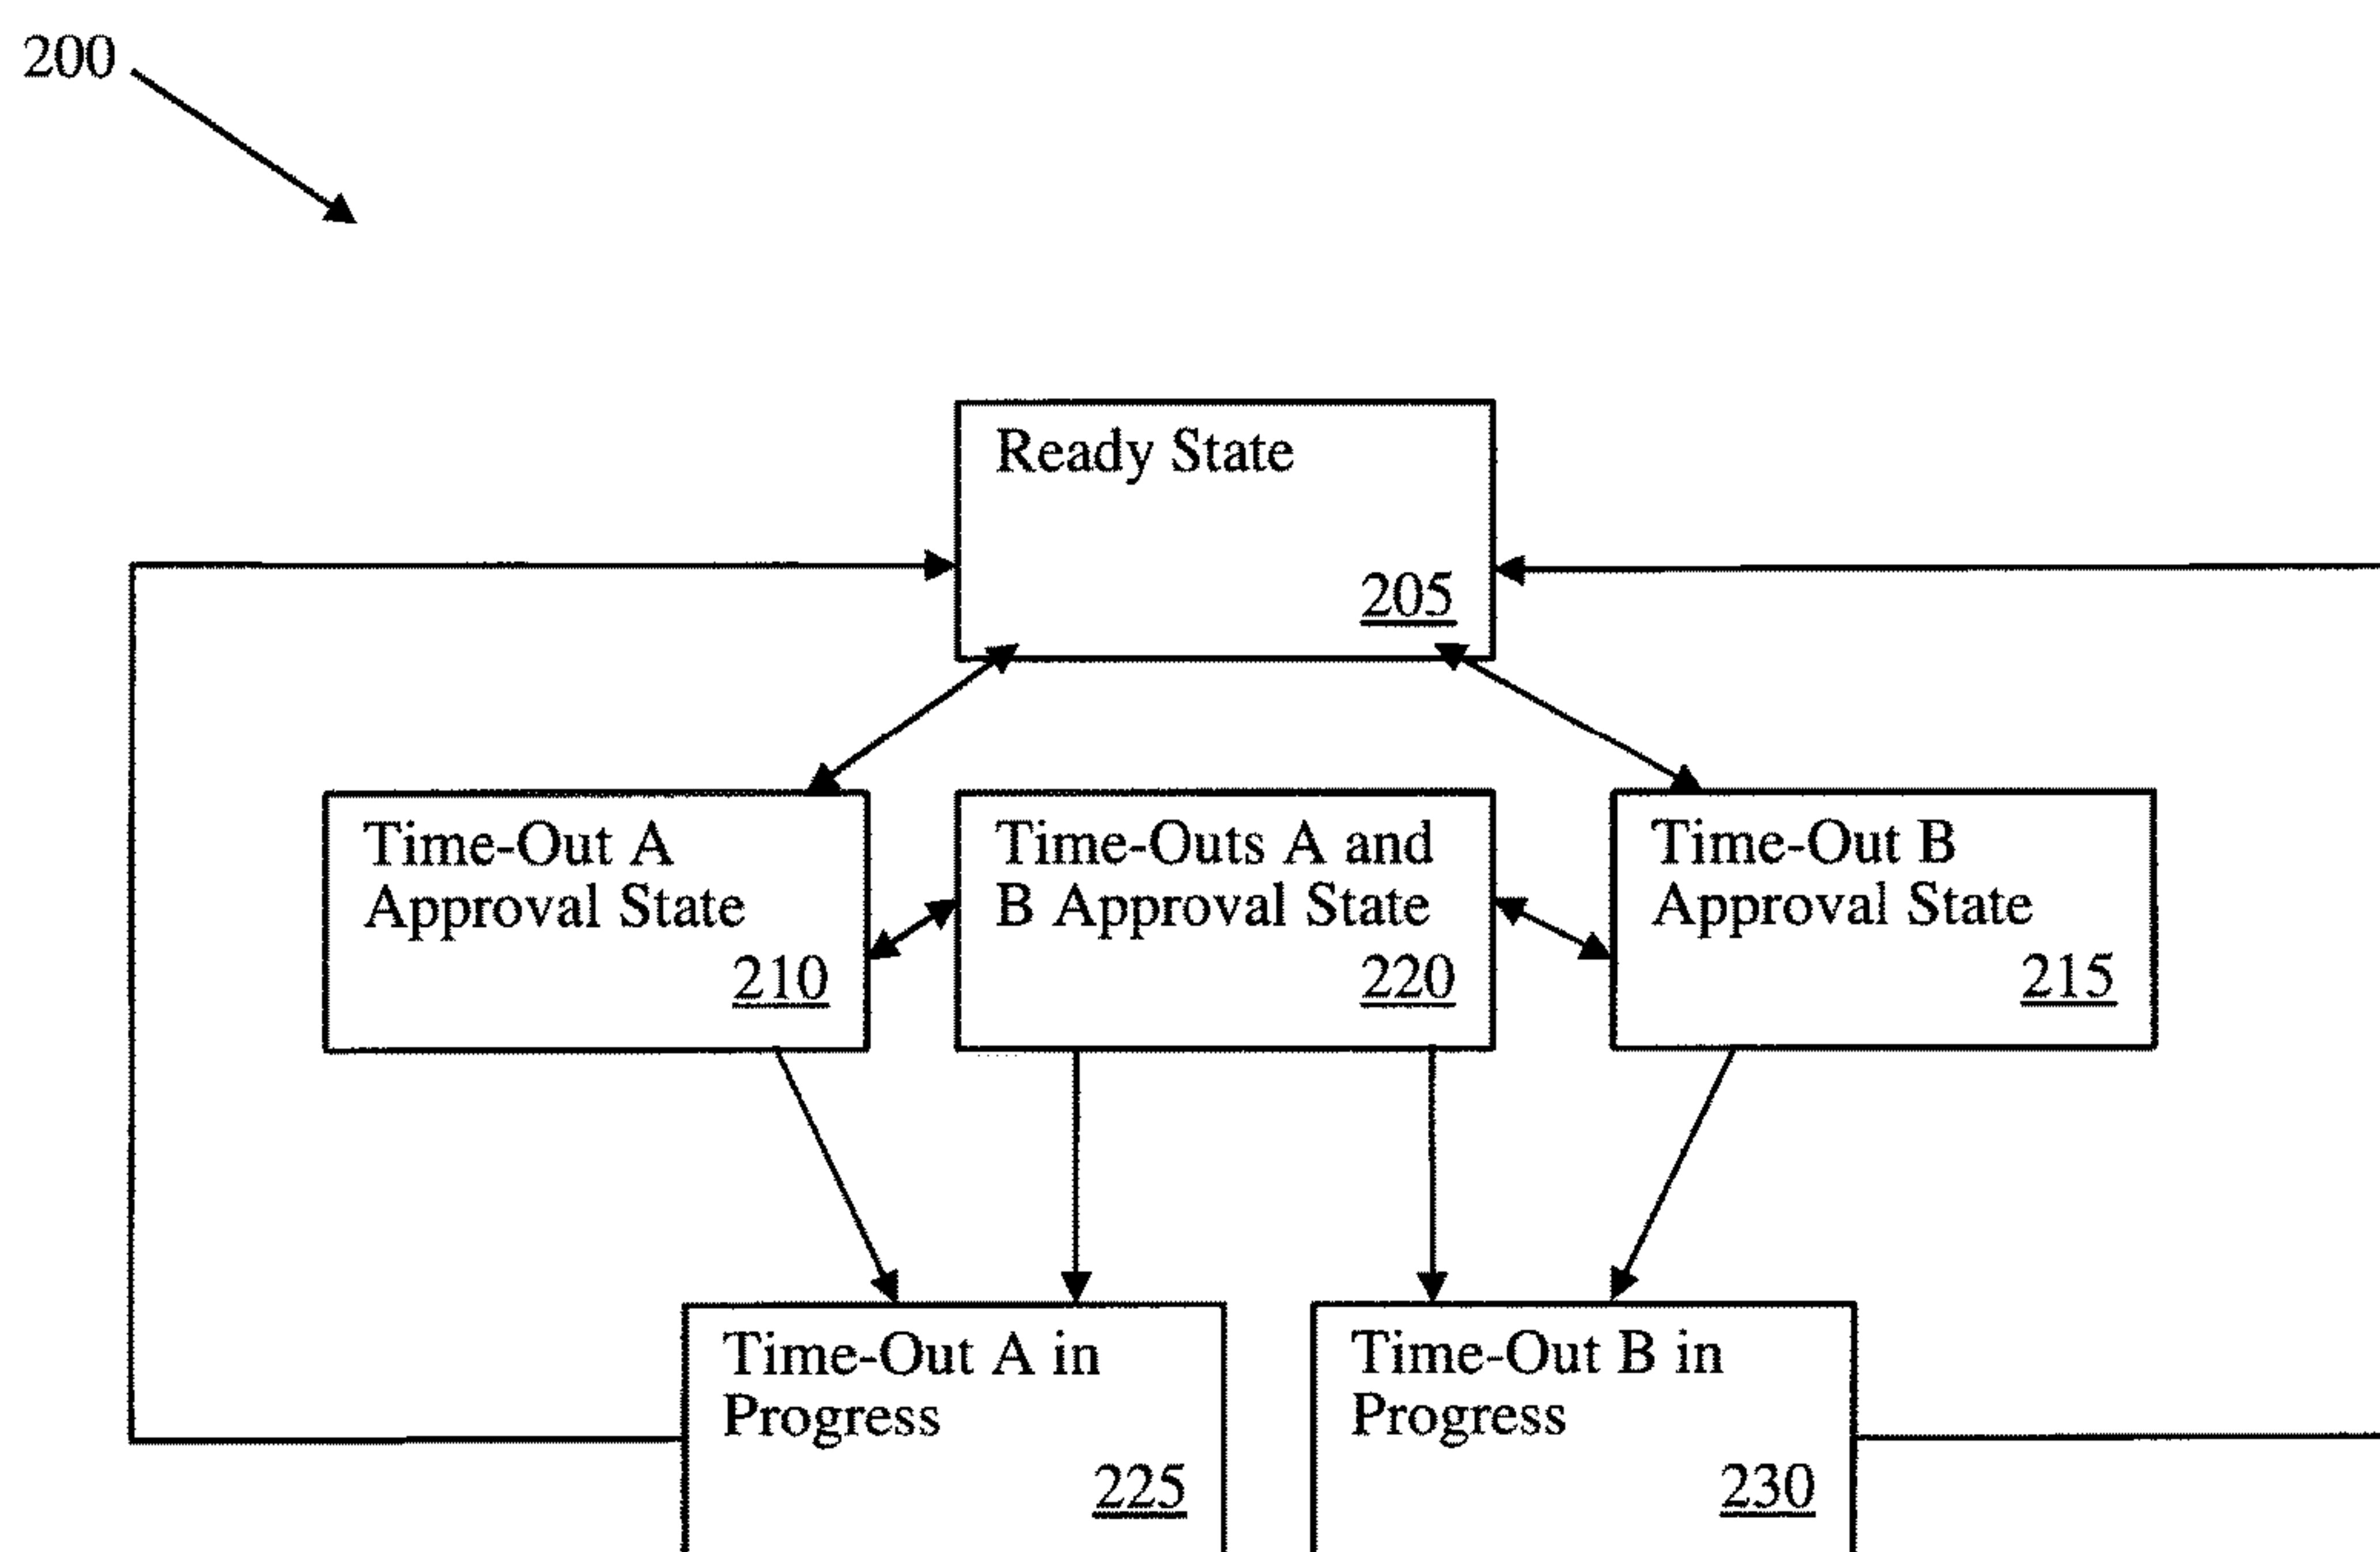 200
Ready State
205
Time-Out A
Approval State
210
Time-Outs A and
B Approval State
220
Time-Out B
Approval State
215
Time-Out A in
Progress
225
Time-Out B in
Progress
230